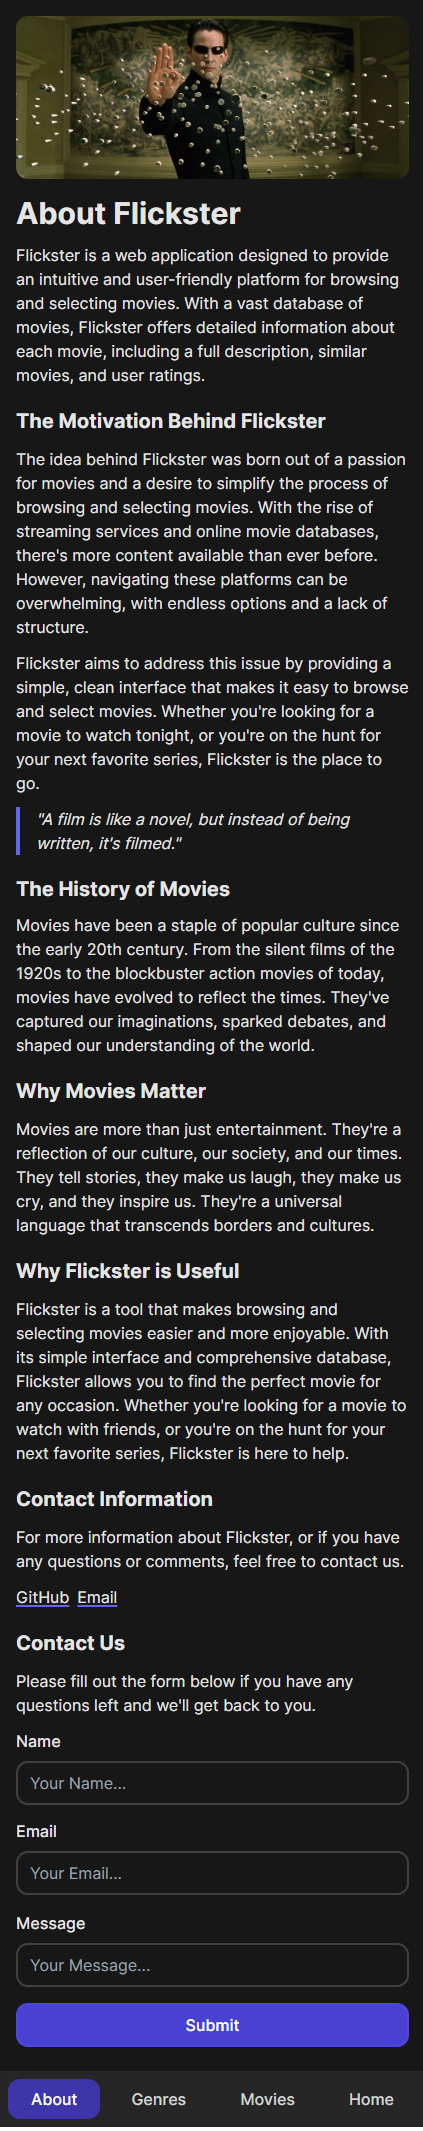 About Flickster
Flickster is a web application designed to provide
an intuitive and user-friendly platform for browsing
and selecting movies. With a vast database of
movies, Flickster offers detailed information about
each movie, including a full description, similar
movies, and user ratings.
The Motivation Behind Flickster
The idea behind Flickster was born out of a passion
for movies and a desire to simplify the process of
browsing and selecting movies. With the rise of
streaming services and online movie databases,
there's more content available than ever before.
However, navigating these platforms can be
overwhelming, with endless options and a lack of
structure.
Flickster aims to address this issue by providing a
simple, clean interface that makes it easy to browse
and select movies. Whether you're looking for a
movie to watch tonight, or you're on the hunt for
your next favorite series, Flickster is the place to
go.
"A film is like a novel, but instead of being
written, it's filmed."
The History of Movies
Movies have been a staple of popular culture since
the early 20th century. From the silent films of the
1920s to the blockbuster action movies of today,
movies have evolved to reflect the times. They've
captured our imaginations, sparked debates, and
shaped our understanding of the world.
Why Movies Matter
Movies are more than just entertainment. They're a
reflection of our culture, our society, and our times.
They tell stories, they make us laugh, they make us
cry, and they inspire us. They're a universal
language that transcends borders and cultures.
Why Flickster is Useful
Flickster is a tool that makes browsing and
selecting movies easier and more enjoyable. With
its simple interface and comprehensive database,
Flickster allows you to find the perfect movie for
any occasion. Whether you're looking for a movie to
watch with friends, or you're on the hunt for your
next favorite series, Flickster is here to help.
Contact Information
For more information about Flickster, or if you have
any questions or comments, feel free to contact us.
GitHub Email
Contact Us
Please fill out the form below if you have any
questions left and we'll get back to you.
Name
Your Name...
Email
Your Email...
Message
Your Message...
Submit
About Genres Movies Home